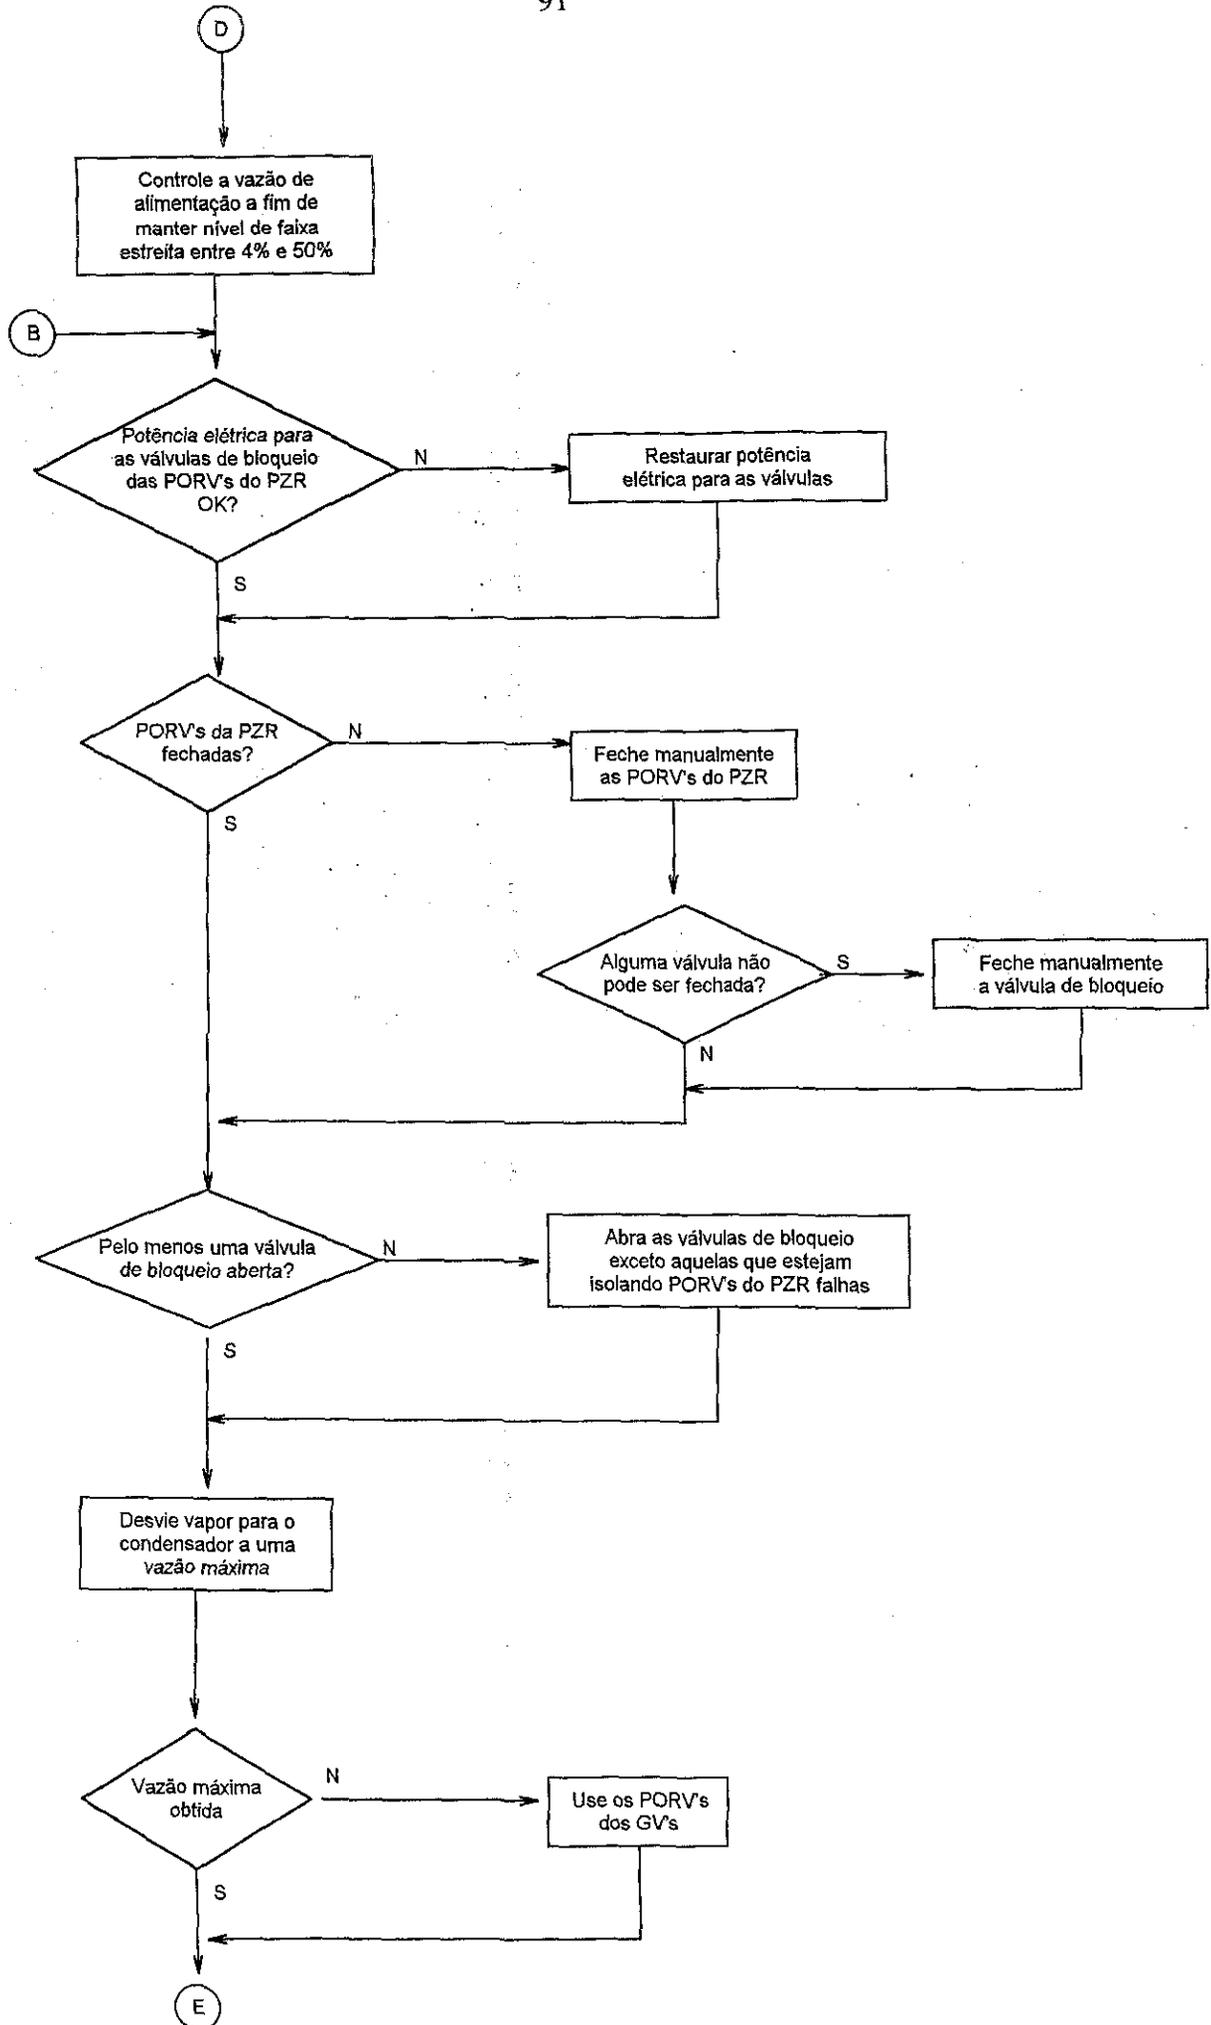 91
D
Controle a vazão de
alimentação a fim de
manter nível de faixa
estreita entre 4% e 50%
B
Potência elétrica para
as válvulas de bloqueio
das PORV's do PZR
OK?
N
Restaurar potência
elétrica para as válvulas
S
PORV's da PZR
fechadas?
N
Feche manualmente
as PORV's do PZR
S
Alguma válvula não
pode ser fechada?
S
Feche manualmente
a válvula de bloqueio
N
Pelo menos uma válvula
de bloqueio aberta?
N
Abra as válvulas de bloqueio
exceto aquelas que estejam
isolando PORV's do PZR falhas
S
Desvie vapor para o
condensador a uma
vazão máxima
Vazão máxima
obtida
N
Use os PORV's
dos GV's
S
E